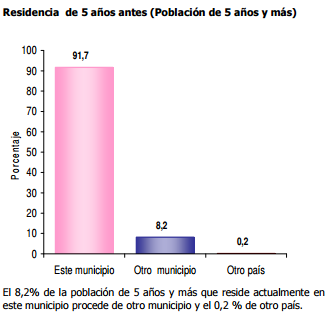 Residencia de 5 años antes (Población de 5 años y más)
100
90
80
70
60
50
40
30
20
10
0
Porcentaje
91,7
8,2
0,2
Este municipio
Otro municipio
Otro país
El 8,2% de la población de 5 años y más que reside actualmente en
este municipio procede de otro municipio y el 0,2 % de otro país.